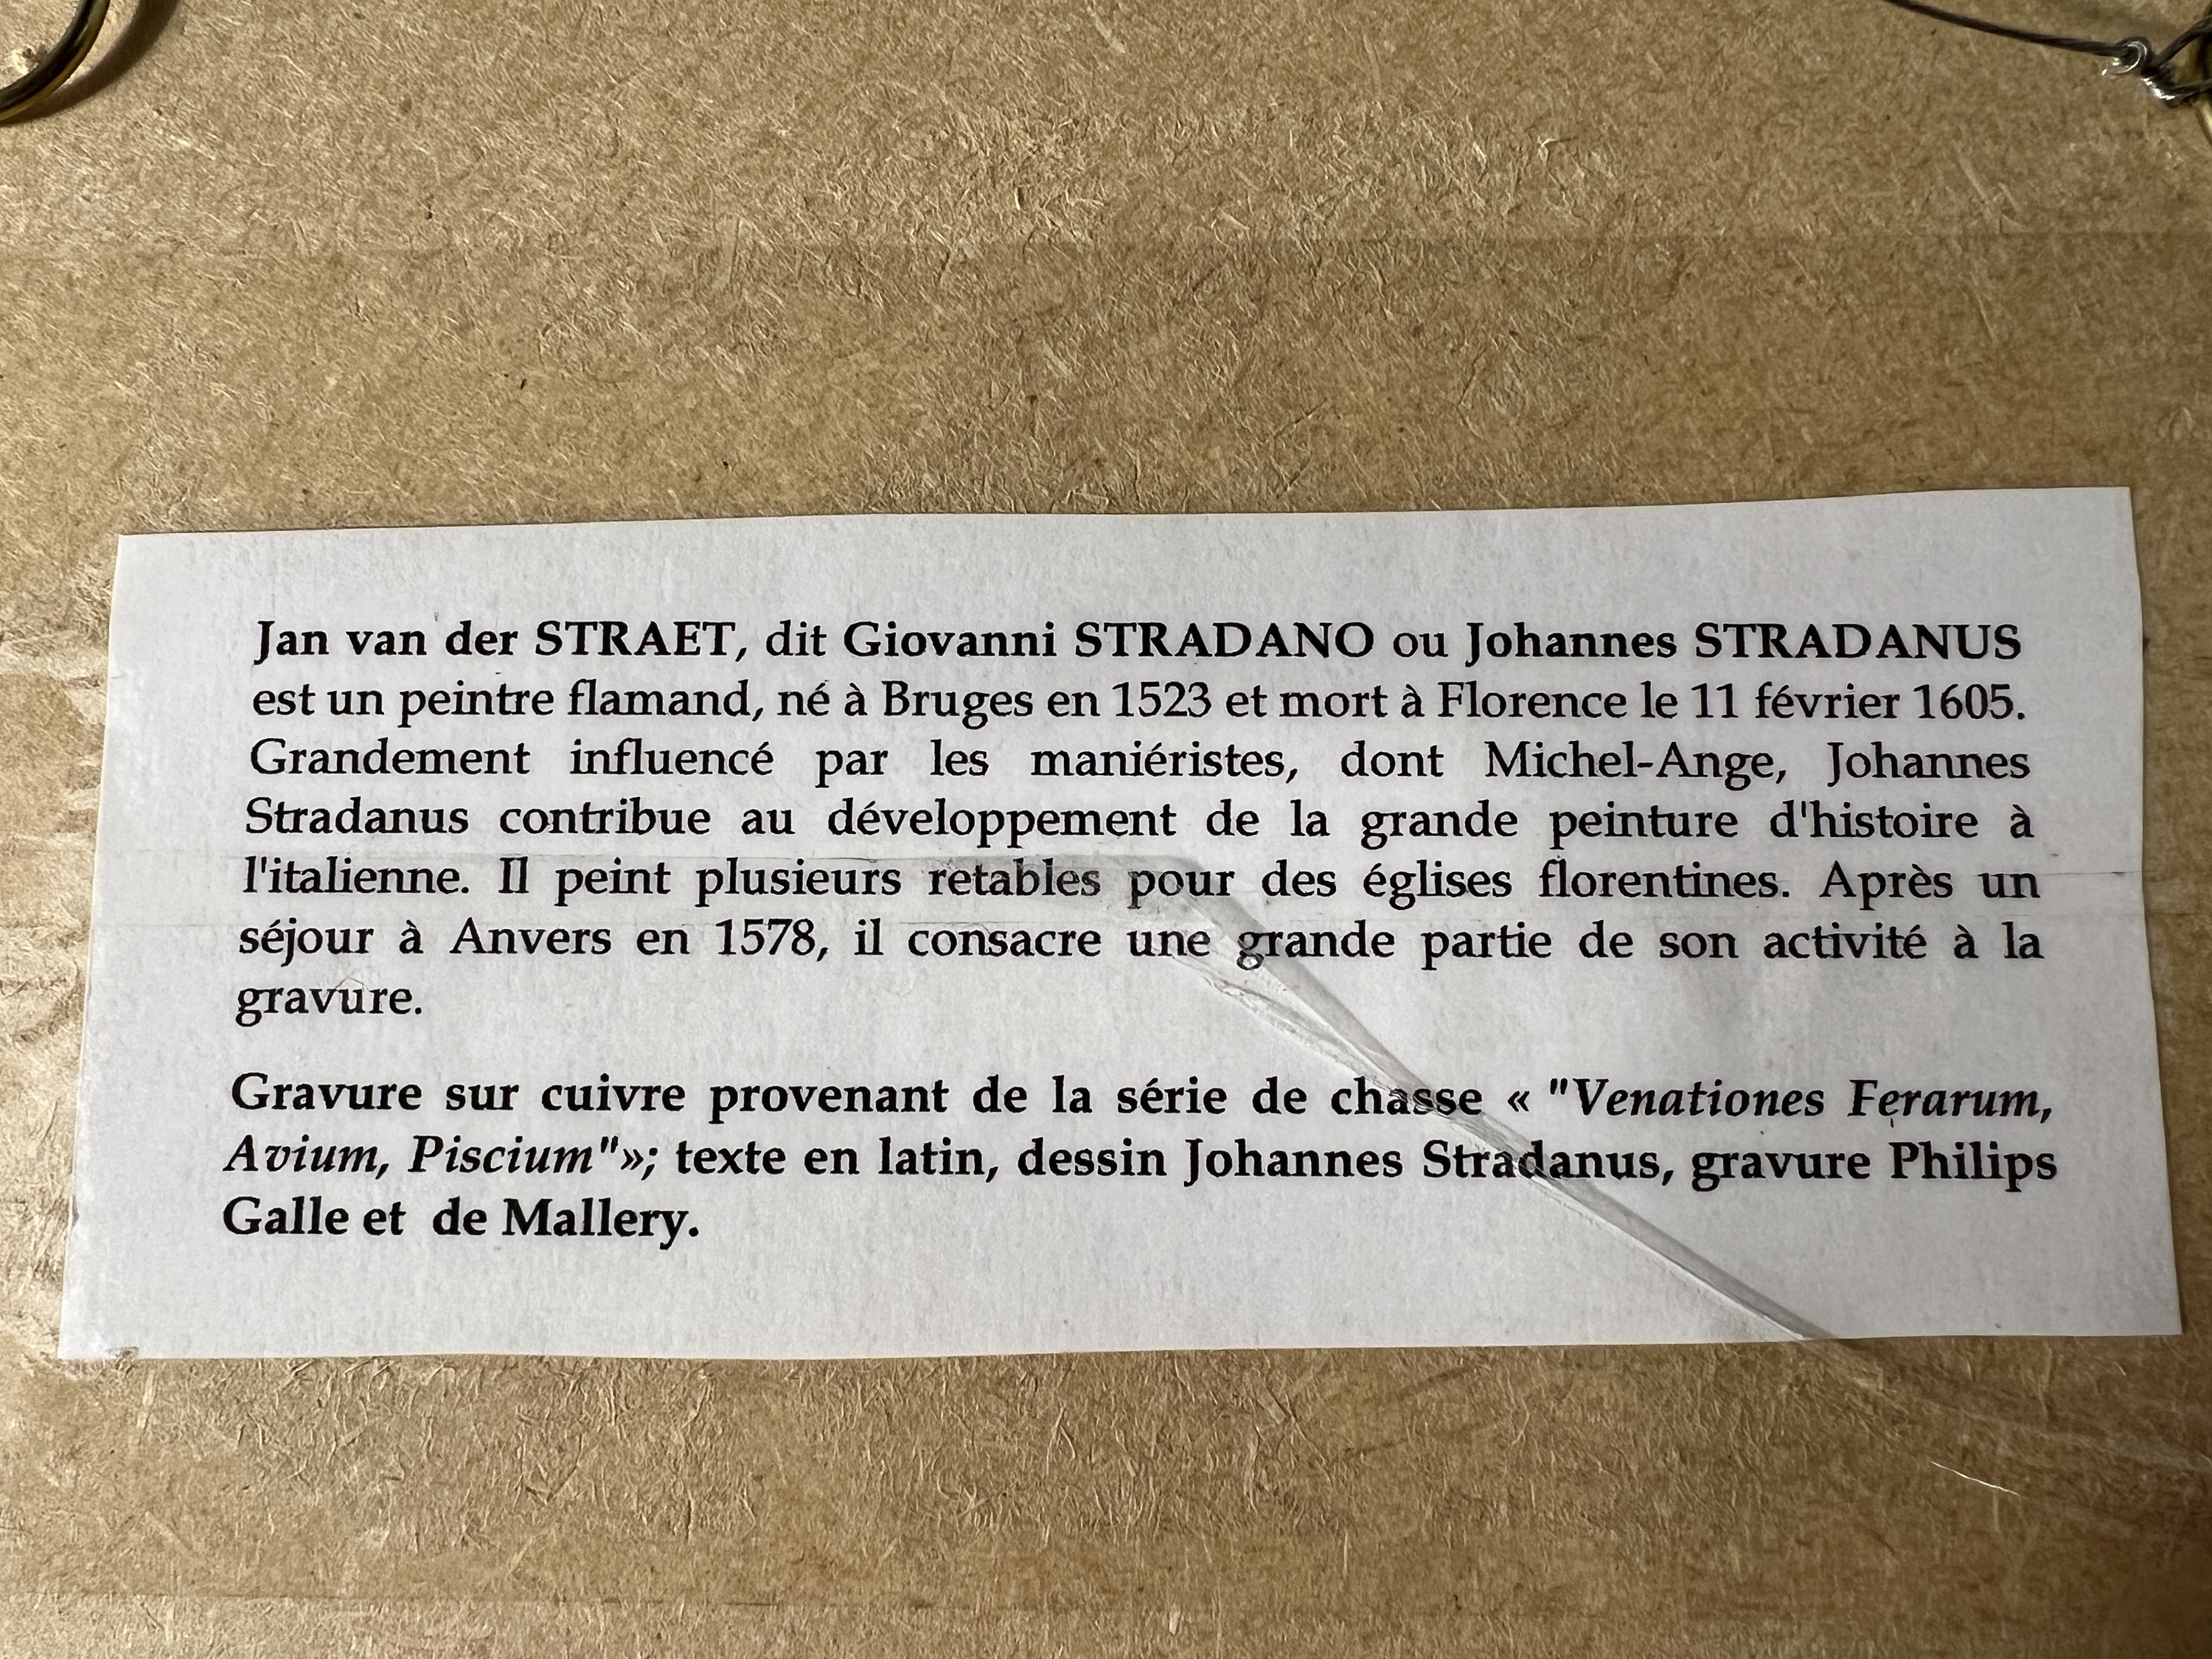 Jan van der STRAET, dit Giovanni STRADANO ou Johannes STRADANUS
est un peintre flamand, né à Bruges en 1523 et mort à Florence le 11 février 1605.
Grandement influencé par les maniéristes, dont Michel-Ange, Johannes
Stradanus contribue au développement de la grande peinture d'histoire à
l'italienne. Il peint plusieurs retables pour des églises florentines. Après un
séjour à Anvers en 1578, il consacre une grande partie de son activité à la
gravure.
Gravure sur cuivre provenant de la série de chasse « "Venationes Ferarum,
Avium, Piscium"»; texte en latin, dessin Johannes Stradanus, gravure Philips
Galle et  de Mallery.